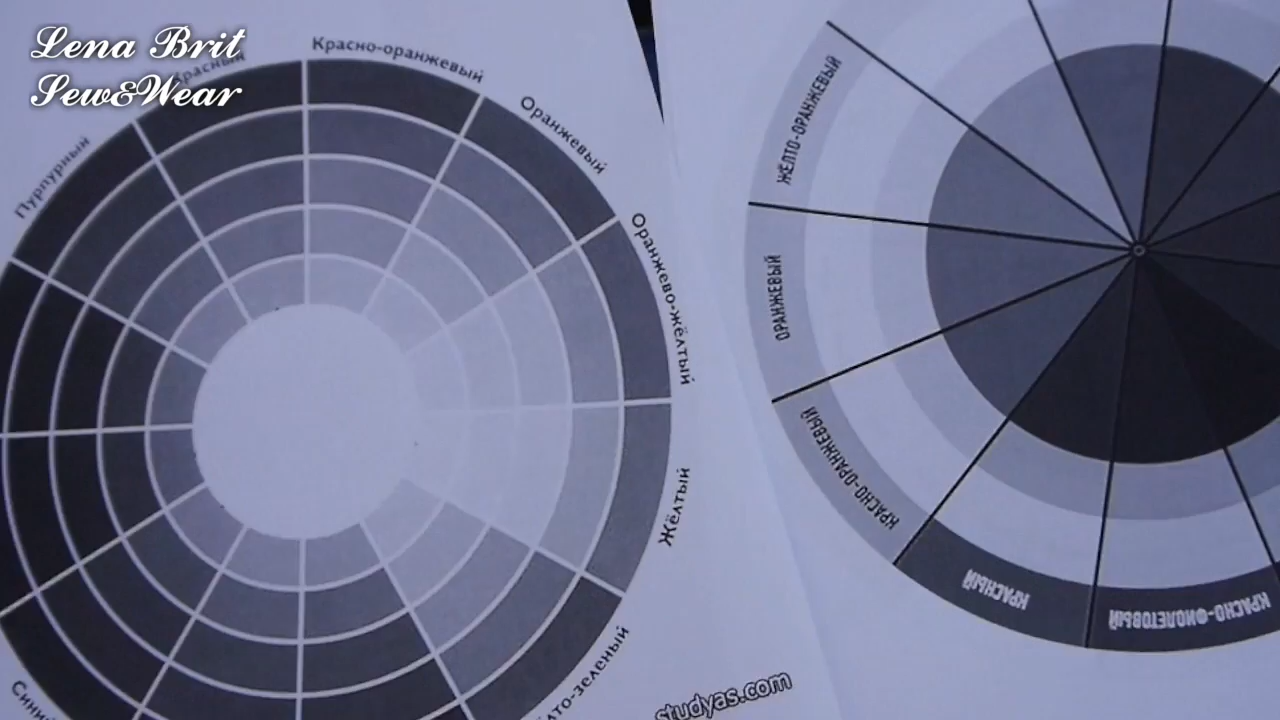 Lena Brit
Sew&Wear
Красный
Красно-оранжевый
Оранжевый
Пурпурный
Оранжево-жёлтый
Жёлтый
studyas.com
ЖЁЛТО-ОРАНЖЕВЫЙ
ОРАНЖЕВЫЙ
КРАСНО-ОРАНЖЕВЫЙ
КРАСНЫЙ
КРАСНО-ФИОЛЕТОВЫЙ